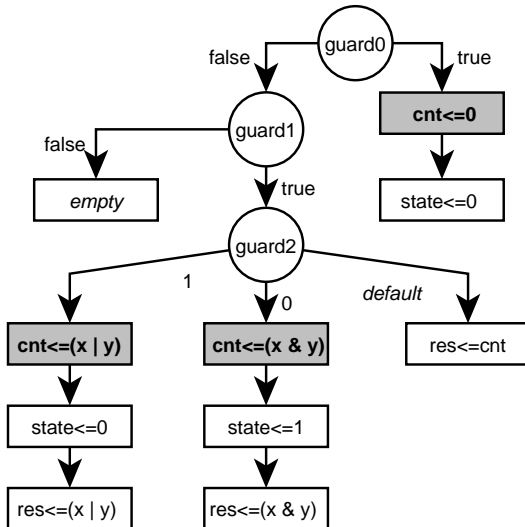 guard0
false
true
guard1
cnt<=0
false
empty
true
state<=0
guard2
1
0
default
cnt<=(x | y)
cnt<=(x & y)
res<=cnt
state<=0
state<=1
res<=(x | y)
res<=(x & y)